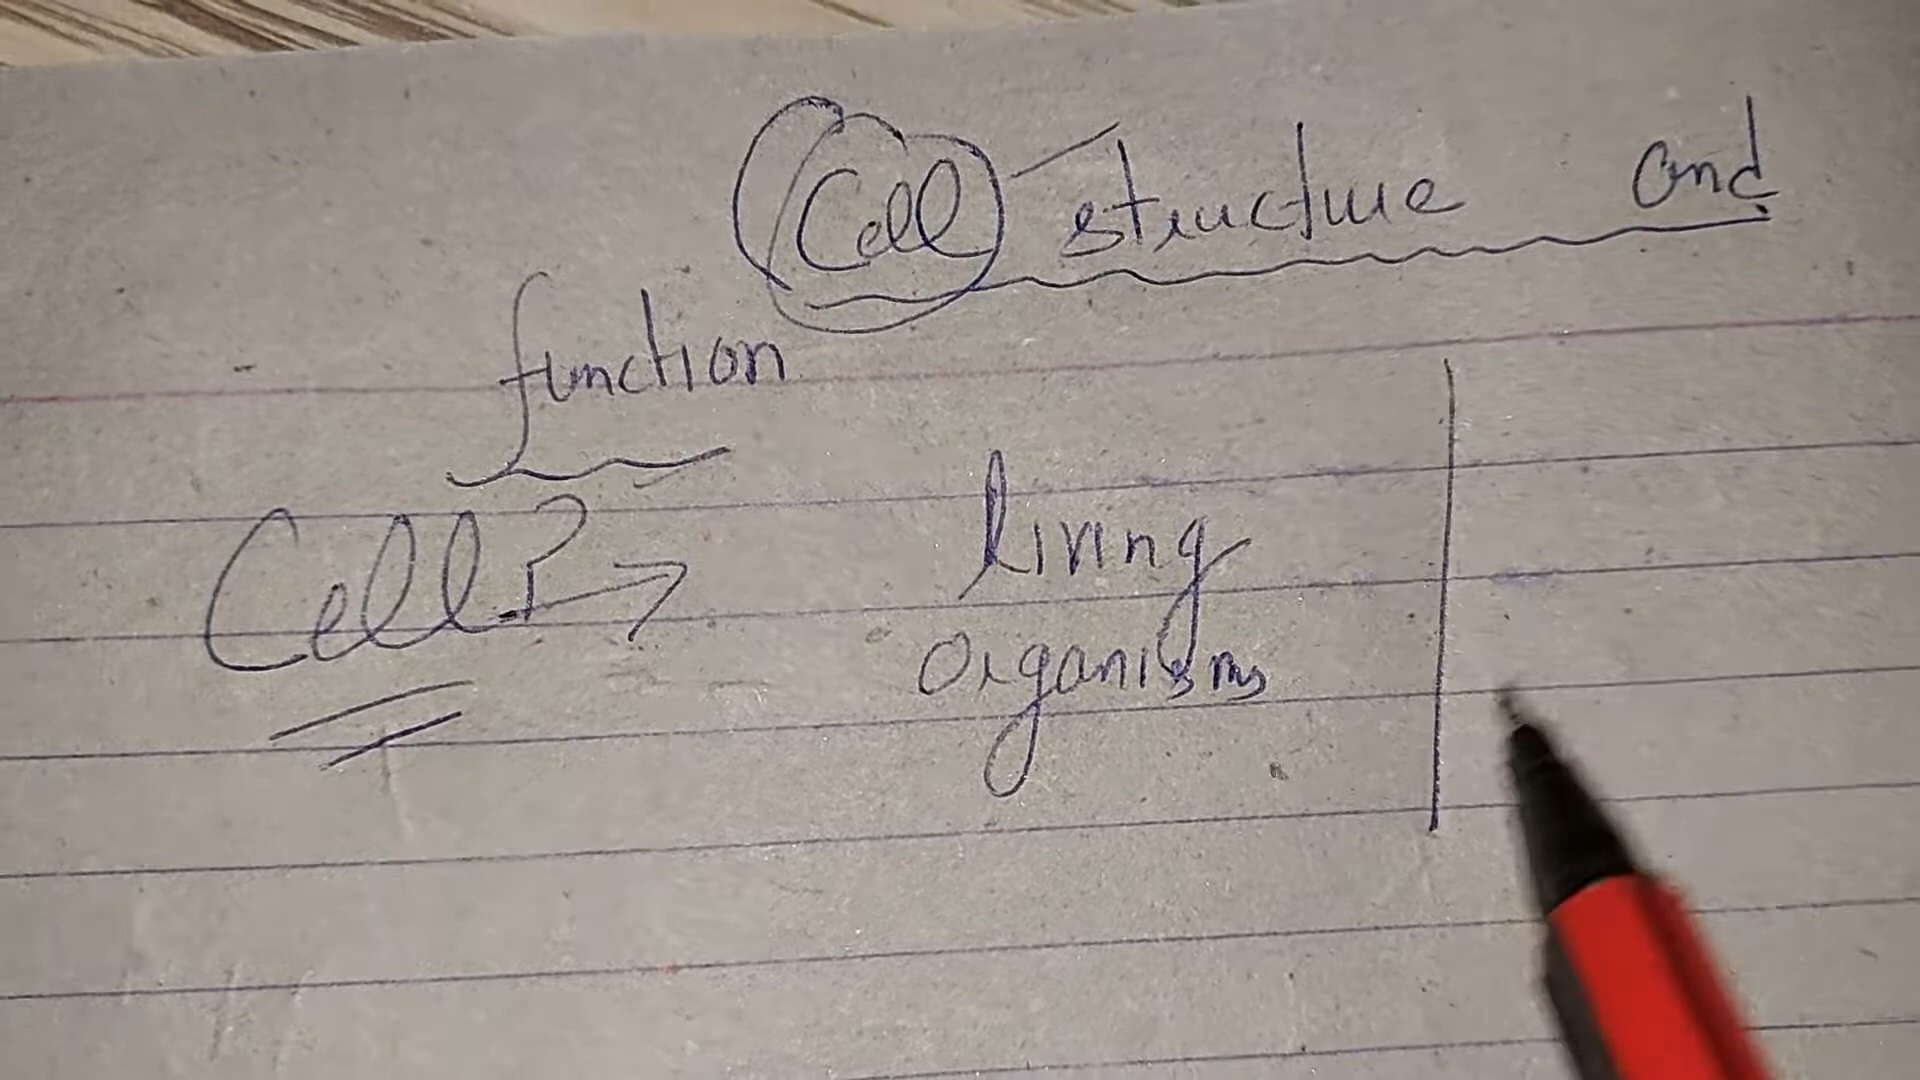 Cell structure and
function
Cell? → living
organisms